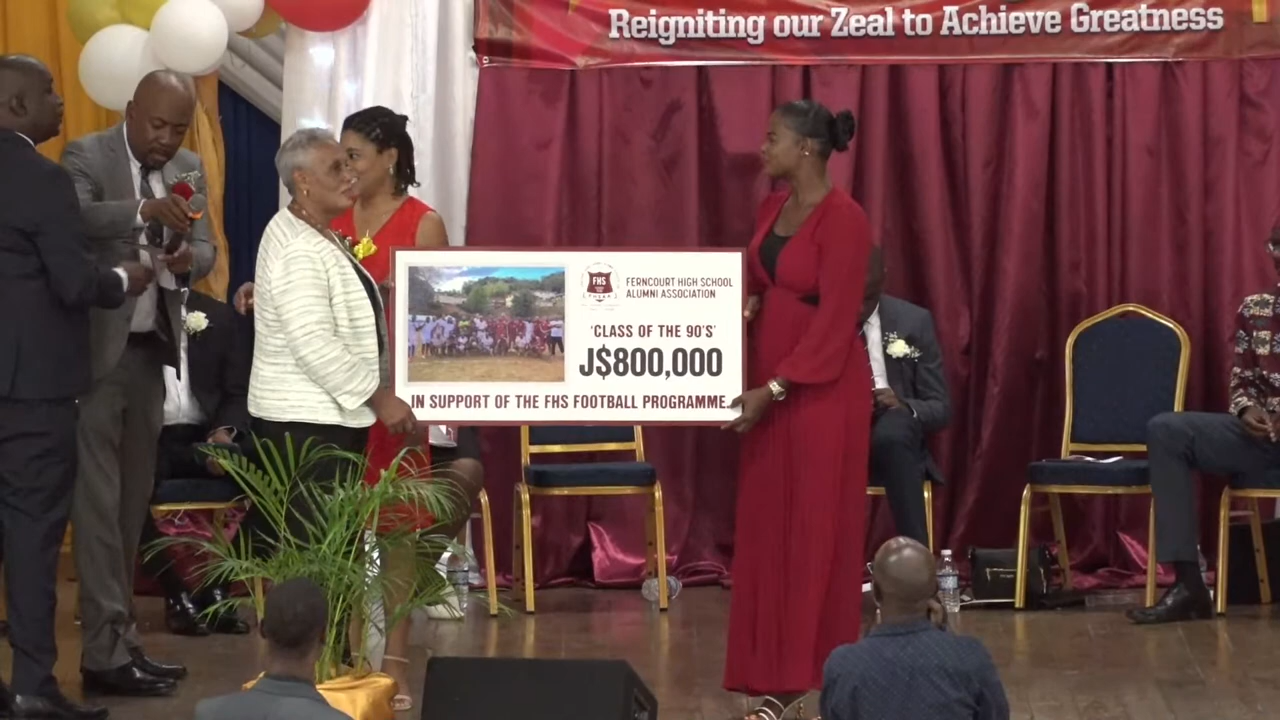 Reigniting our Zeal to Achieve Greatness
FHS
FERNCOURT HIGH SCHOOL
ALUMNI ASSOCIATION
'CLASS OF THE 90'S'
J$800,000
IN SUPPORT OF THE FHS FOOTBALL PROGRAMME